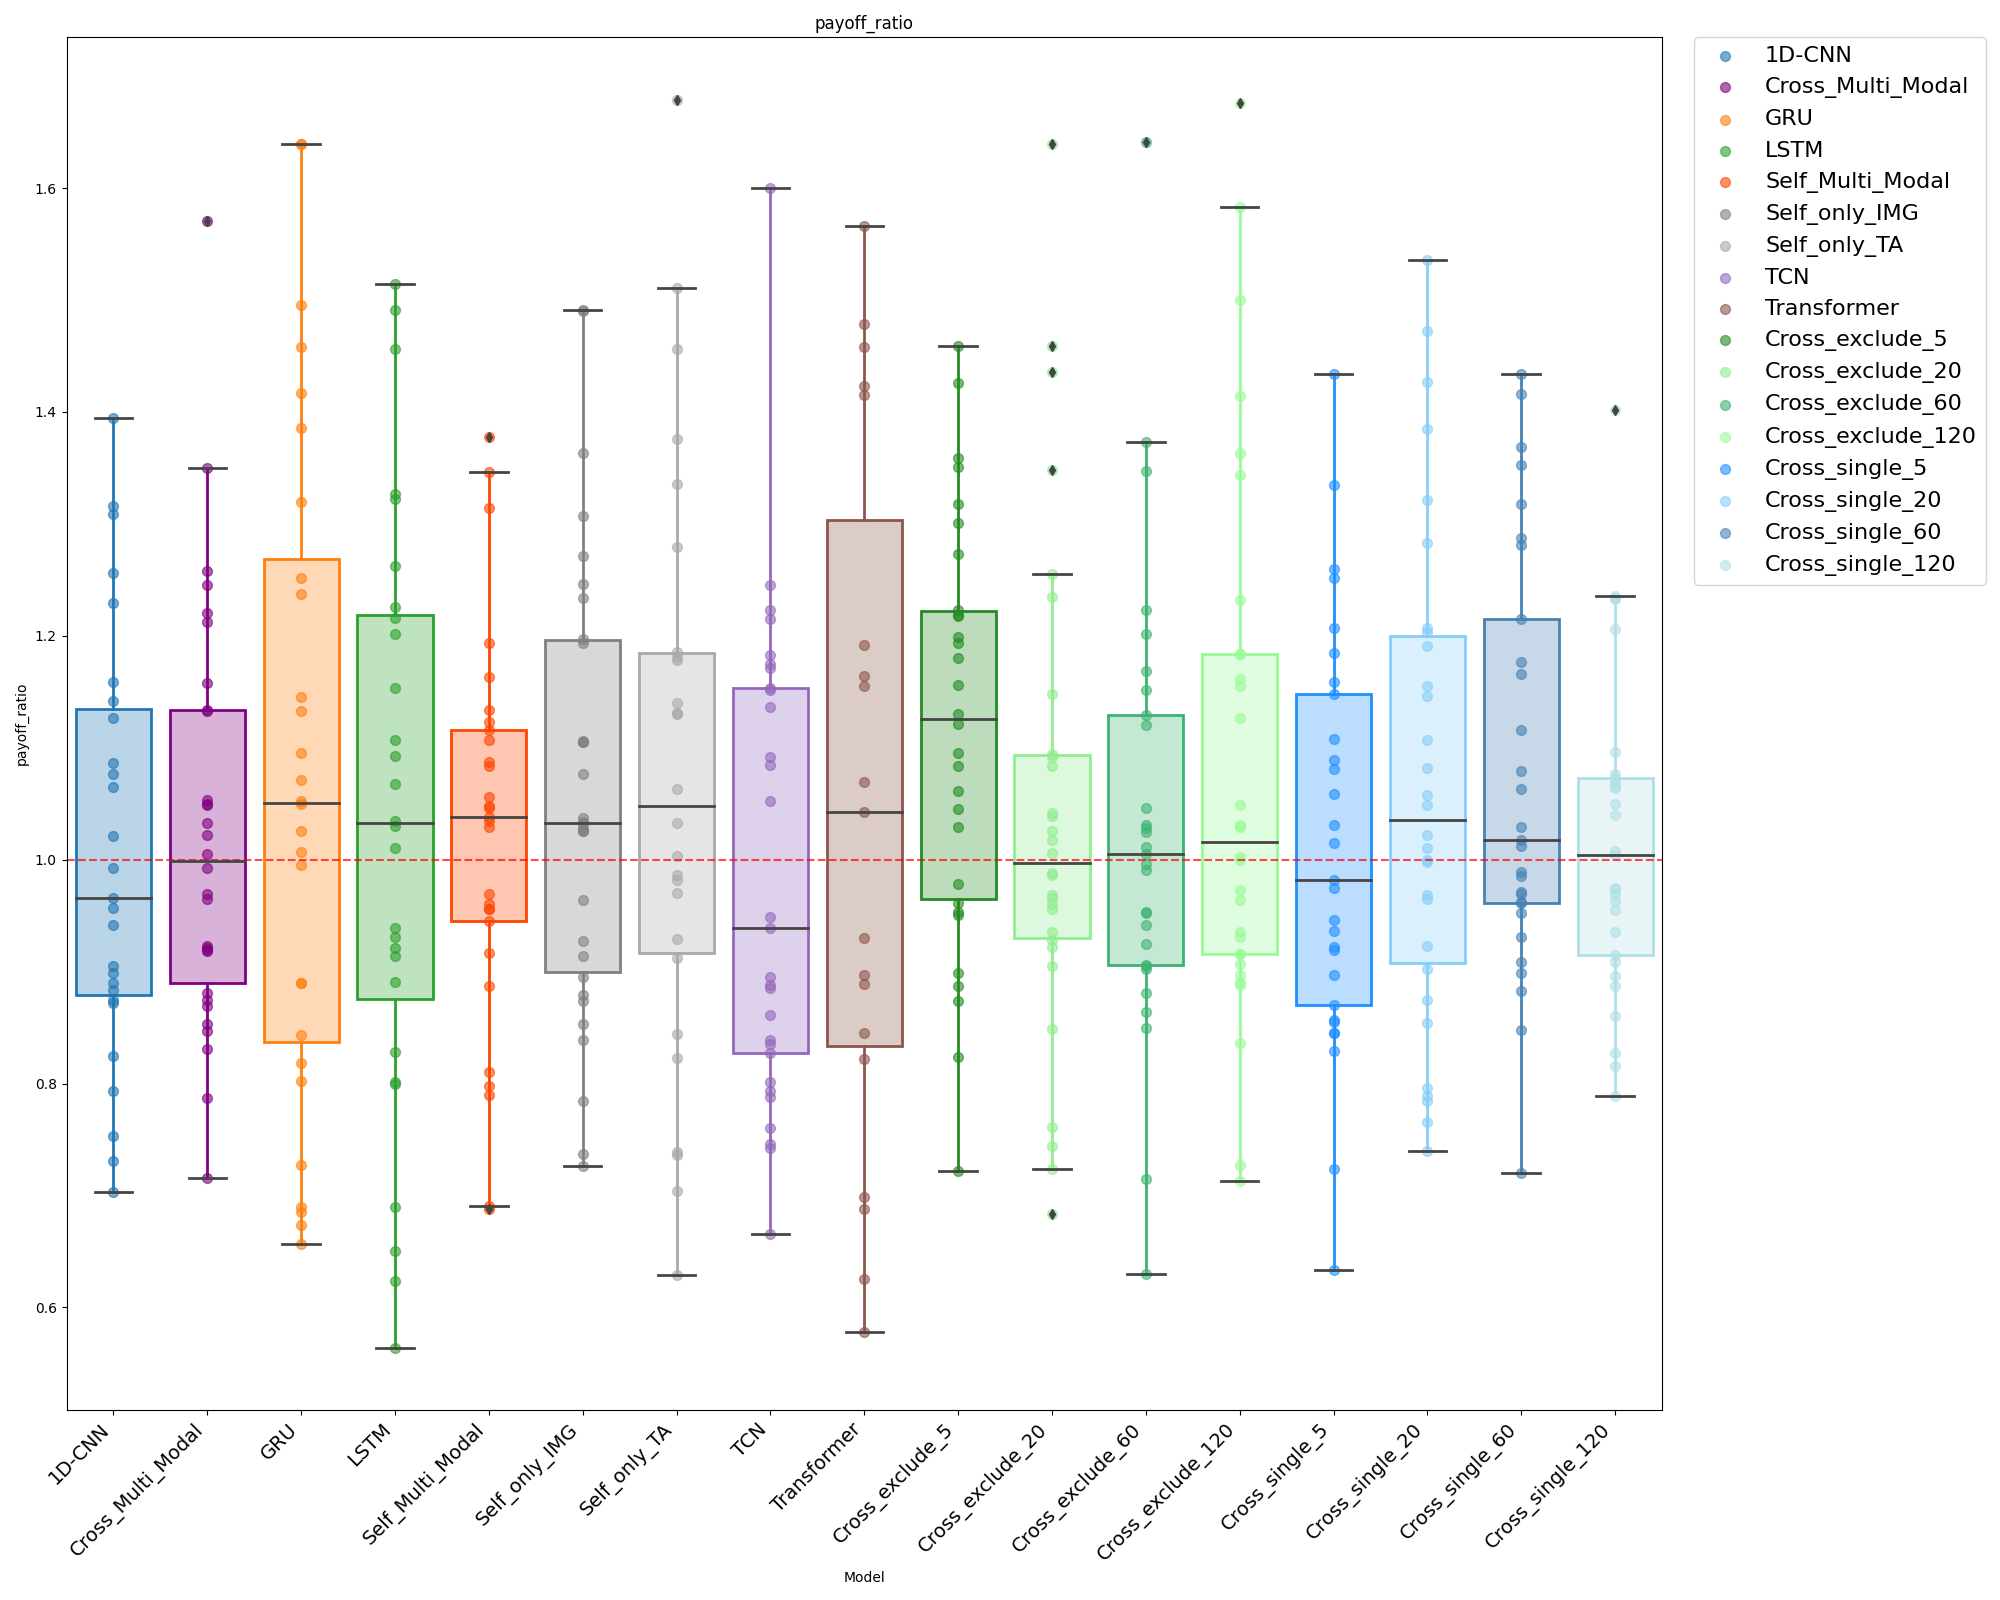 payoff_ratio
payoff_ratio
1.6
1.4
1.2
1.0
0.8
0.6
1D-CNN
Cross_Multi_Modal
GRU
LSTM
Self_Multi_Modal
Self_only_IMG
Self_only_TA
TCN
Transformer
Cross_exclude_5
Cross_exclude_20
Cross_exclude_60
Cross_exclude_120
Cross_single_5
Cross_single_20
Cross_single_60
Cross_single_120
Model
1D-CNN
Cross_Multi_Modal
GRU
LSTM
Self_Multi_Modal
Self_only_IMG
Self_only_TA
TCN
Transformer
Cross_exclude_5
Cross_exclude_20
Cross_exclude_60
Cross_exclude_120
Cross_single_5
Cross_single_20
Cross_single_60
Cross_single_120